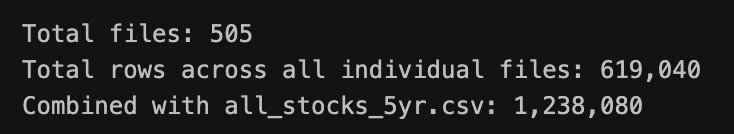 Total files: 505
Total rows across all individual files: 619,040
Combined with all_stocks_5yr.csv: 1,238,080